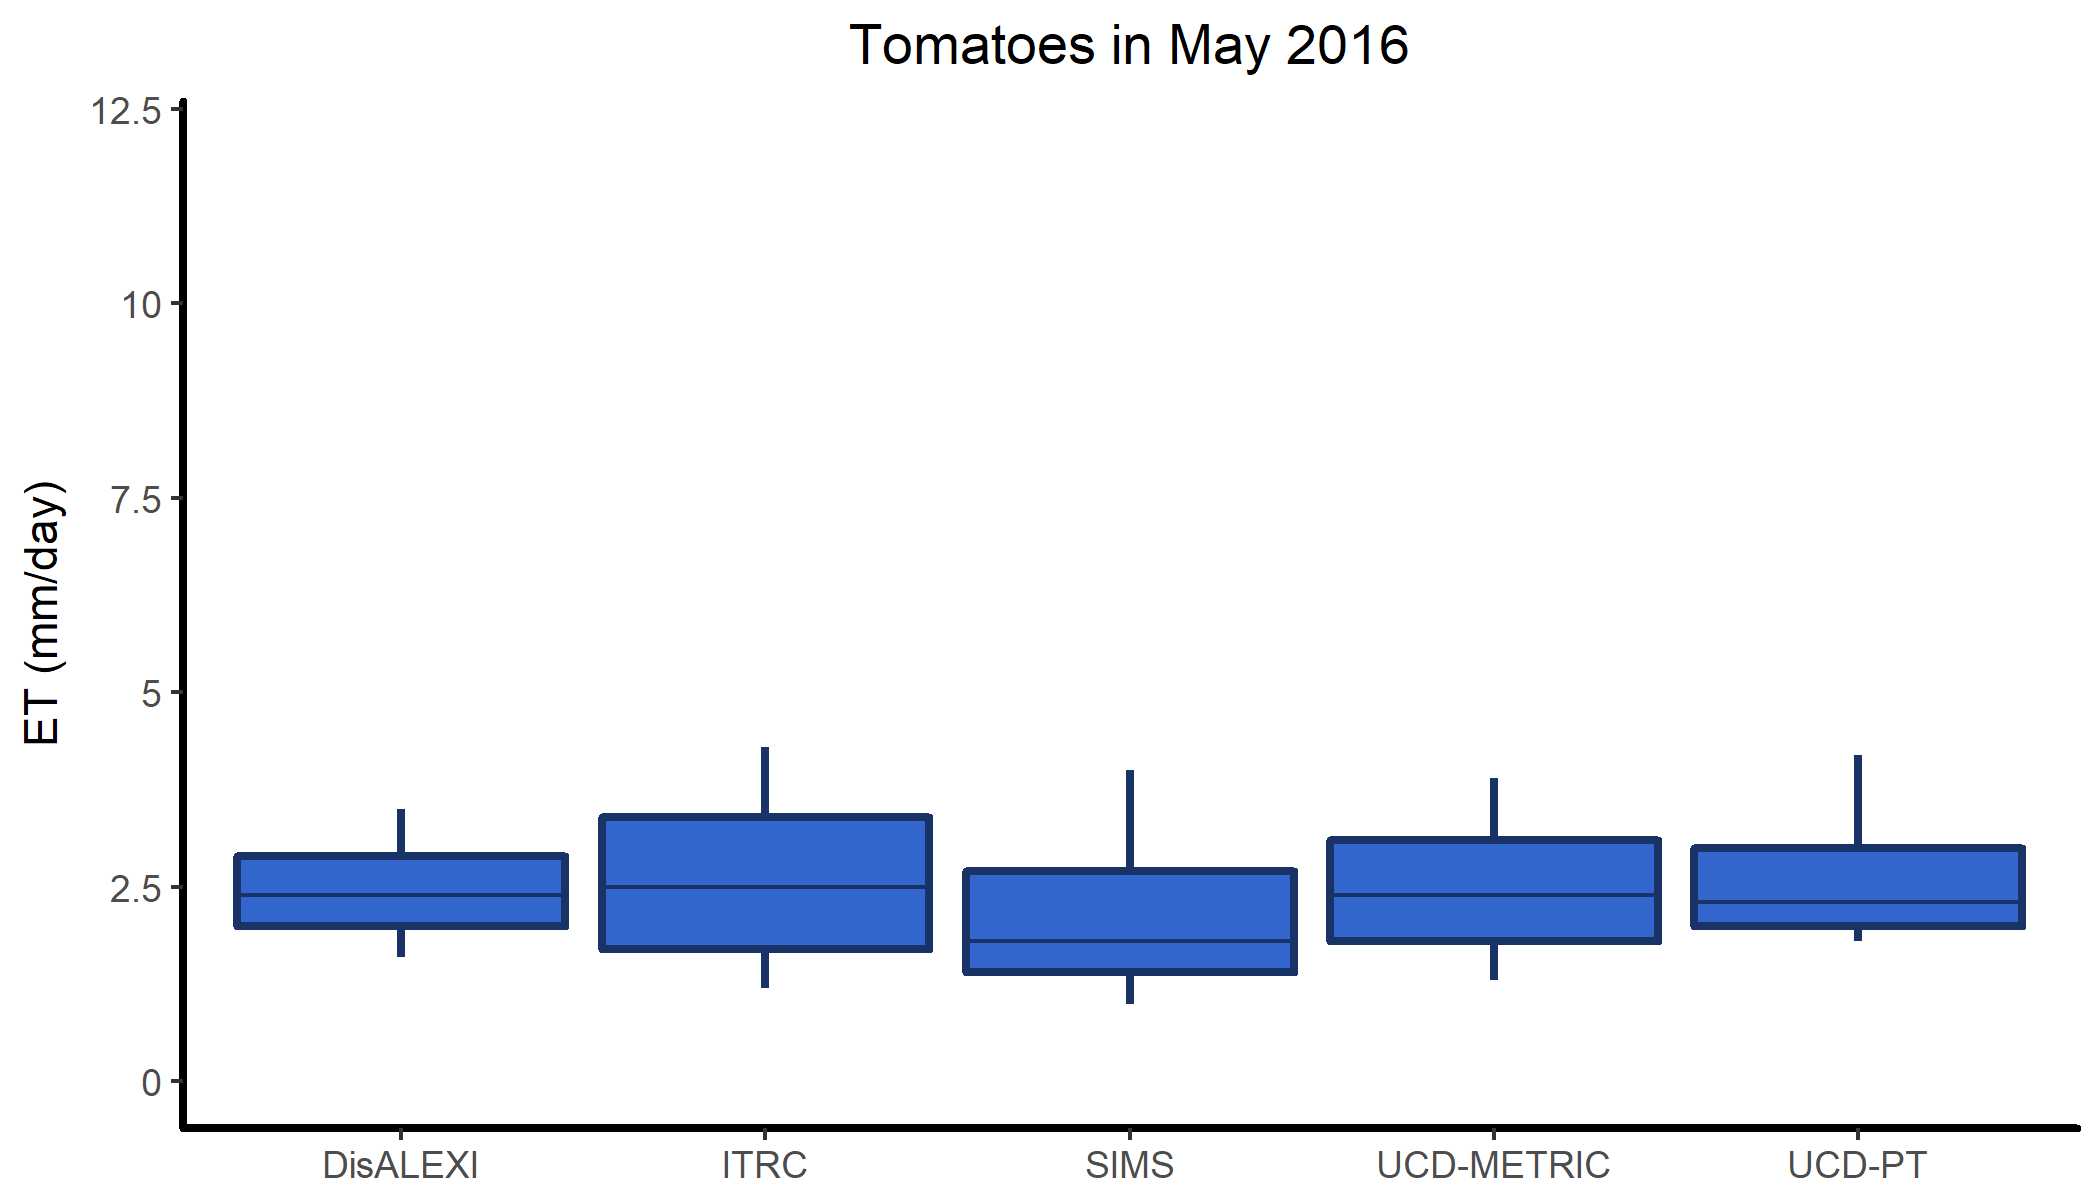 Tomatoes in May 2016
ET (mm/day)
12.5
10
7.5
5
2.5
0
DisALEXI
ITRC
SIMS
UCD-METRIC
UCD-PT